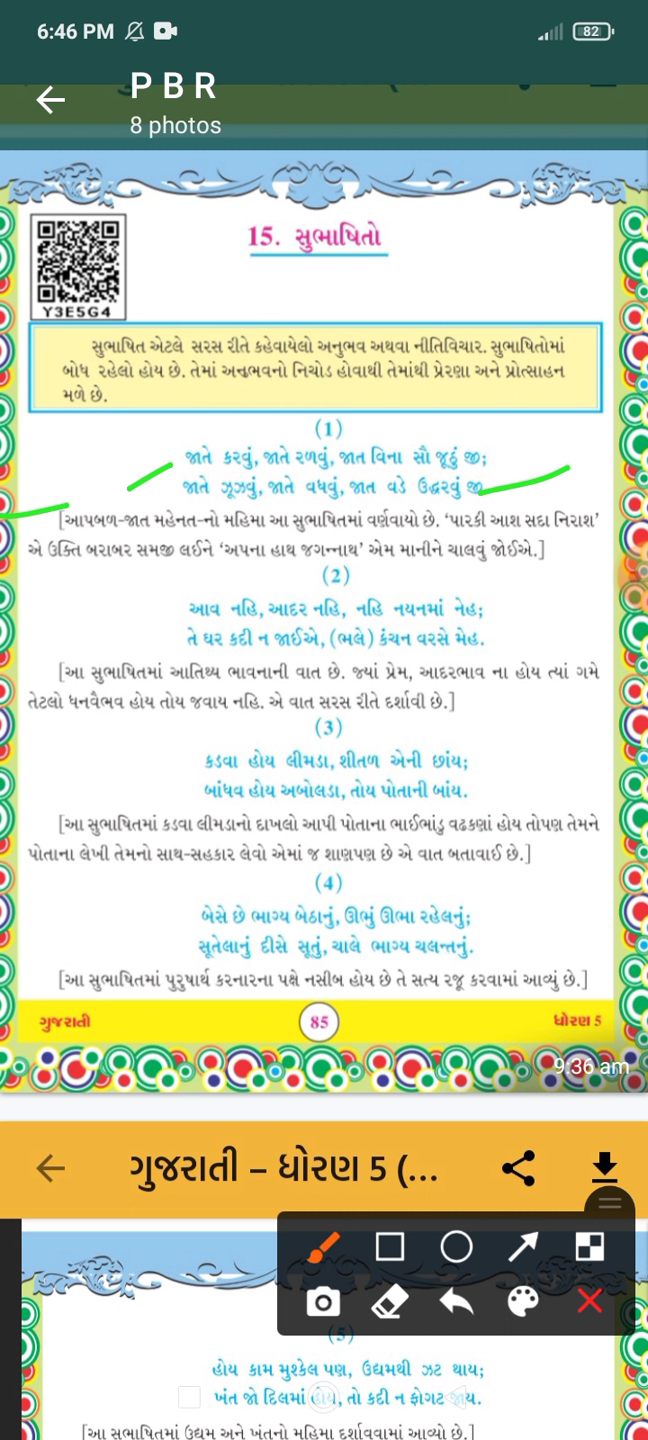 6:46 PM
82
P B R
8 photos
15. સુભાષિતો
Y3E5G4
સુભાષિત એટલે સરસ રીતે કહેવાયેલો અનુભવ અથવા નીતિવિચાર. સુભાષિતોમાં
બોધ રહેલો હોય છે. તેમાં અનુભવનો નિચોડ હોવાથી તેમાંથી પ્રેરણા અને પ્રોત્સાહન
મળે છે.
(1)
જાતે કરવું, જાતે રળવું, જાત વિના સૌ જૂઠું જી;
જાતે ઝૂઝવું, જાતે વધવું, જાત વડે ઉદ્ધરવું જી
[આપબળ-જાત મહેનત-નો મહિમા આ સુભાષિતમાં વર્ણવાયો છે. ‘પારકી આશ સદા નિરાશ’
એ ઉક્તિ બરાબર સમજી લઈને ‘અપના હાથ જગન્નાથ’ એમ માનીને ચાલવું જોઈએ.]
(2)
આવ નહિ, આદર નહિ, નહિ નયનમાં નેહ;
તે ઘર કદી ન જાઈએ, (ભલે) કંચન વરસે મેહ.
[આ સુભાષિતમાં આતિથ્ય ભાવનાની વાત છે. જ્યાં પ્રેમ, આદરભાવ ના હોય ત્યાં ગમે
તેટલો ધનવૈભવ હોય તોય જવાય નહિ. એ વાત સરસ રીતે દર્શાવી છે.]
(3)
કડવા હોય લીમડા, શીતળ એની છાંય;
બાંધવ હોય અબોલડા, તોય પોતાની બાંય.
[આ સુભાષિતમાં કડવા લીમડાનો દાખલો આપી પોતાના ભાઈભાંડુ વઢકણાં હોય તોપણ તેમને
પોતાના લેખી તેમનો સાથ-સહકાર લેવો એમાં જ શાણપણ છે એ વાત બતાવાઈ છે.]
(4)
બેસે છે ભાગ્ય બેઠાનું, ઊભું ઊભા રહેલનું;
સૂતેલાનું દીસે સૂતું, ચાલે ભાગ્ય ચલન્તનું.
[આ સુભાષિતમાં પુરુષાર્થ કરનારના પક્ષે નસીબ હોય છે તે સત્ય રજૂ કરવામાં આવ્યું છે.]
ગુજરાતી
85
ધોરણ 5
9:36 am
ગુજરાતી – ધોરણ 5 (...
(5)
હોય કામ મુશ્કેલ પણ, ઉદ્યમથી ઝટ થાય;
ખંત જો દિલમાં હોય, તો કદી ન ફોગટ જાય.
[આ સુભાષિતમાં ઉદ્યમ અને ખંતનો મહિમા દર્શાવવામાં આવ્યો છે.]